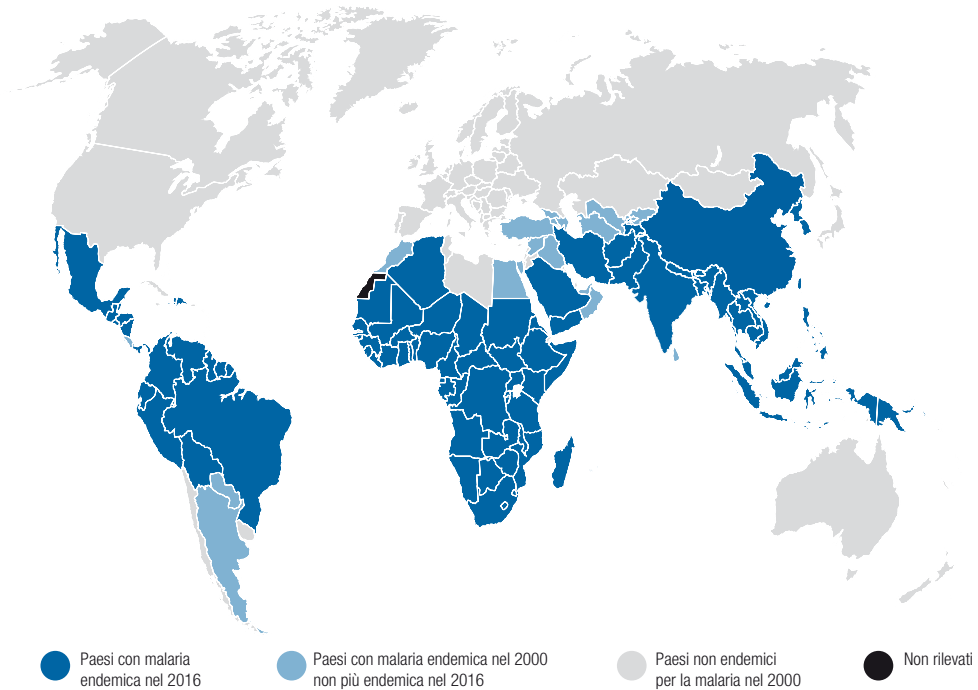 Paesi con malaria
endemica nel 2016
Paesi con malaria endemica nel 2000
non più endemica nel 2016
Paesi non endemici
per la malaria nel 2000
Non rilevati